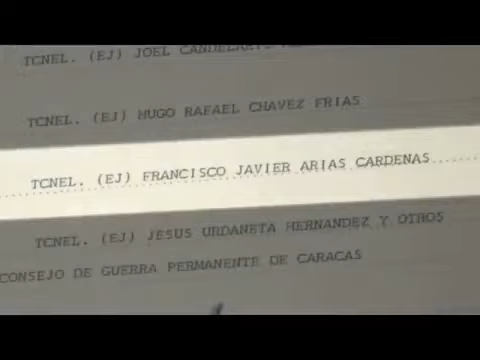 TCNEL. (EJ) JOEL
TCNEL. (EJ) HUGO RAFAEL CHAVEZ FRIAS
TCNEL. (EJ) FRANCISCO JAVIER ARIAS CARDENAS
TCNEL. (EJ) JESUS URDANETA HERNANDEZ Y OTROS
CONSEJO DE GUERRA PERMANENTE DE CARACAS